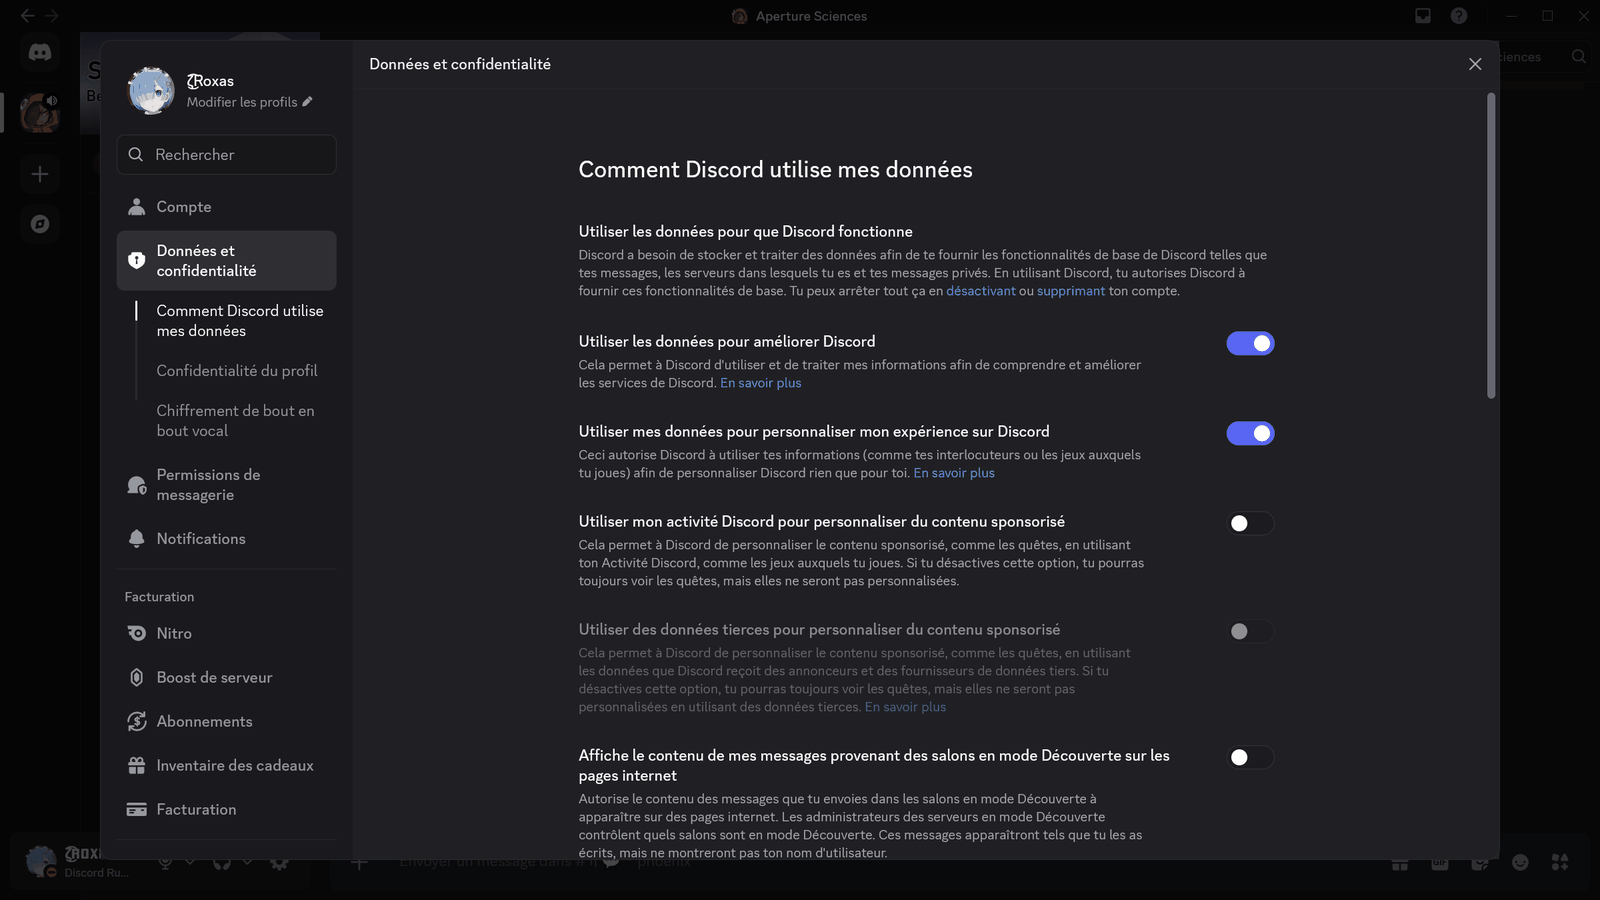 Aperture Sciences
ciences
S
Be
Roxas
Modifier les profils
Rechercher
Compte
Données et
confidentialité
Comment Discord utilise
mes données
Confidentialité du profil
Chiffrement de bout en
bout vocal
Permissions de
messagerie
Notifications
Facturation
Nitro
Boost de serveur
Abonnements
Inventaire des cadeaux
Facturation
Données et confidentialité
Comment Discord utilise mes données
Utiliser les données pour que Discord fonctionne
Discord a besoin de stocker et traiter des données afin de te fournir les fonctionnalités de base de Discord telles que
tes messages, les serveurs dans lesquels tu es et tes messages privés. En utilisant Discord, tu autorises Discord à
fournir ces fonctionnalités de base. Tu peux arrêter tout ça en désactivant ou supprimant ton compte.
Utiliser les données pour améliorer Discord
Cela permet à Discord d'utiliser et de traiter mes informations afin de comprendre et améliorer
les services de Discord. En savoir plus
Utiliser mes données pour personnaliser mon expérience sur Discord
Ceci autorise Discord à utiliser tes informations (comme tes interlocuteurs ou les jeux auxquels
tu joues) afin de personnaliser Discord rien que pour toi. En savoir plus
Utiliser mon activité Discord pour personnaliser du contenu sponsorisé
Cela permet à Discord de personnaliser le contenu sponsorisé, comme les quêtes, en utilisant
ton Activité Discord, comme les jeux auxquels tu joues. Si tu désactives cette option, tu pourras
toujours voir les quêtes, mais elles ne seront pas personnalisées.
Utiliser des données tierces pour personnaliser du contenu sponsorisé
Cela permet à Discord de personnaliser le contenu sponsorisé, comme les quêtes, en utilisant
les données que Discord reçoit des annonceurs et des fournisseurs de données tiers. Si tu
désactives cette option, tu pourras toujours voir les quêtes, mais elles ne seront pas
personnalisées en utilisant des données tierces. En savoir plus
Affiche le contenu de mes messages provenant des salons en mode Découverte sur les
pages internet
Autorise le contenu des messages que tu envoies dans les salons en mode Découverte à
apparaître sur des pages internet. Les administrateurs des serveurs en mode Découverte
contrôlent quels salons sont en mode Découverte. Ces messages apparaîtront tels que tu les as
écrits, mais ne montreront pas ton nom d'utilisateur.
Discord Ru...
Envoyer un message dans
phoenix
GIF